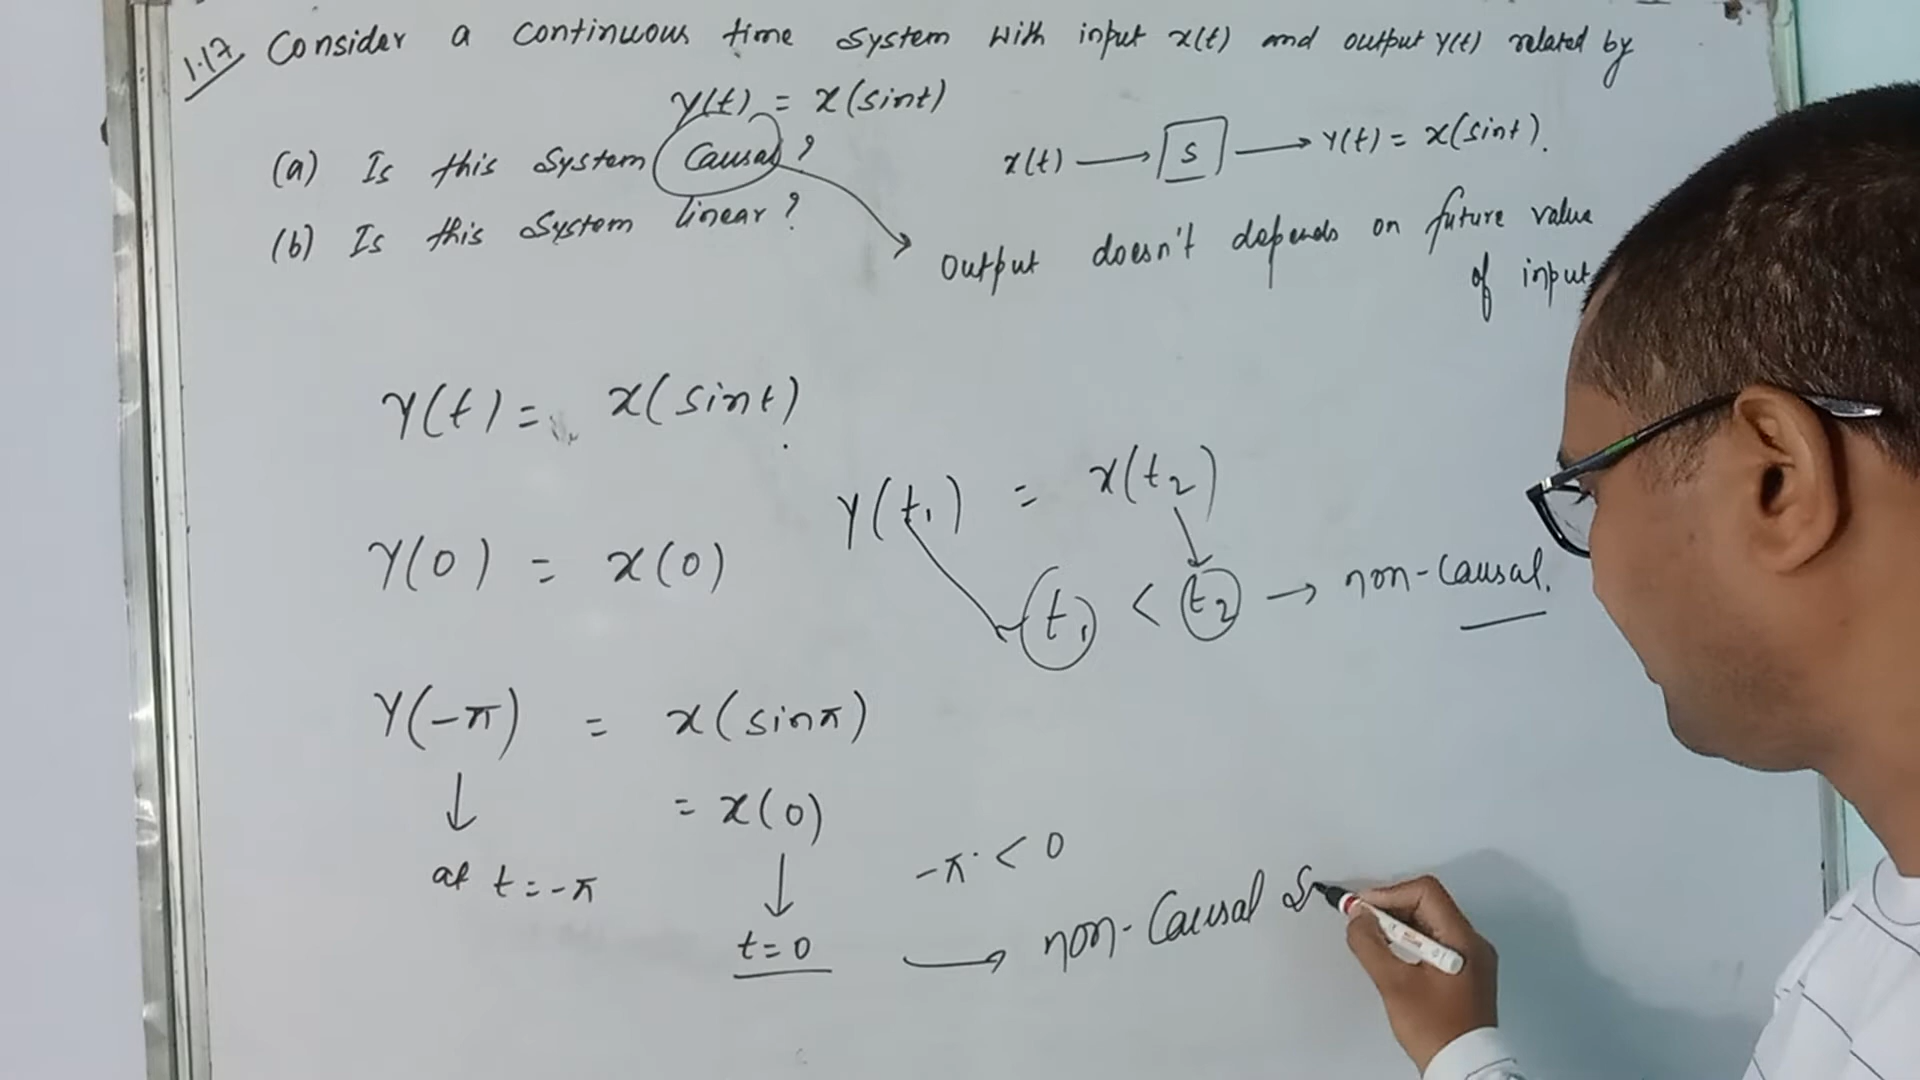 1.17. Consider a continuous time system with input x(t) and output y(t) related by
y(t) = x(sint)
(a) Is this system Causal?
x(t) → S → y(t) = x(sint).
(b) Is this system linear?
output doesn't depends on future value
of input
y(t) = x(sint)
y(t₁) = x(t₂)
y(0) = x(0)
t₁ < t₂ → non-causal.
y(-π) = x(sinπ)
↓ = x(0)
at t = -π
↓ -π < 0
t = 0 → non-Causal S